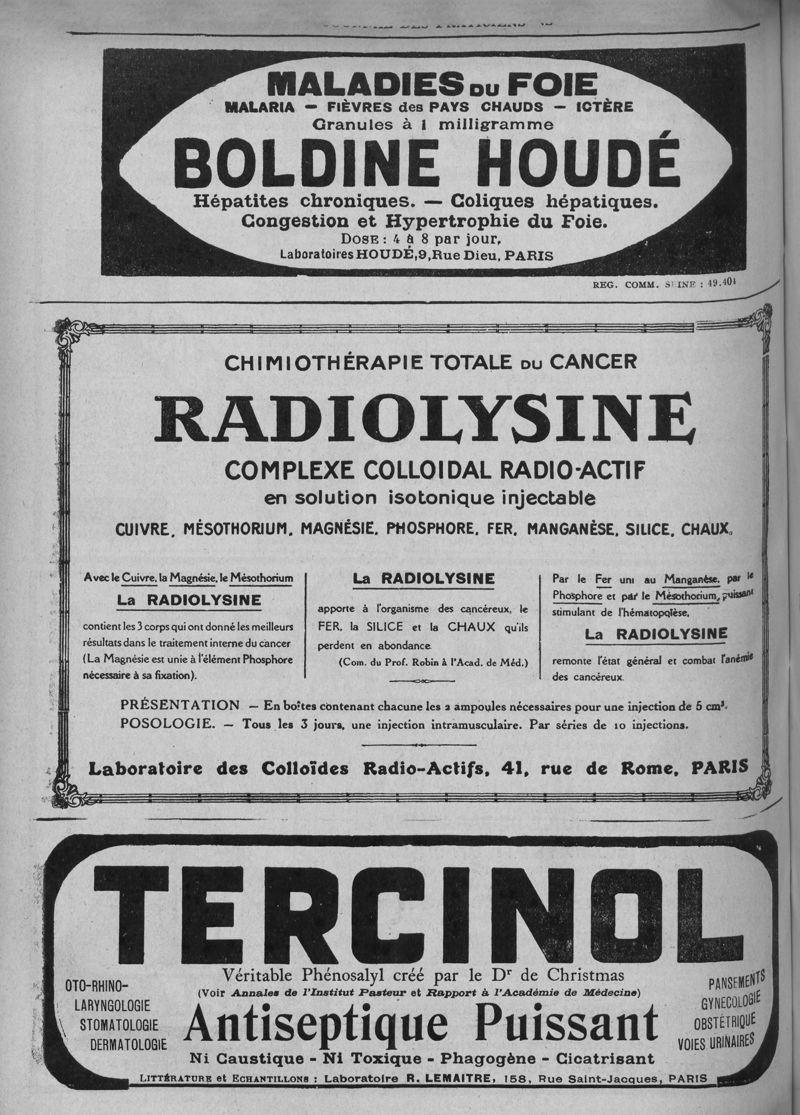 MALADIES DU FOIE
MALARIA – FIÈVRES des PAYS CHAUDS – ICTÈRE
Granules à 1 milligramme
BOLDINE HOUDÉ
Hépatites chroniques. — Coliques hépatiques.
Congestion et Hypertrophie du Foie.
DOSE : 4 à 8 par jour,
Laboratoires HOUDÉ, 9, Rue Dieu, PARIS
REG. COMM. SEINE : 49.404
CHIMIOTHÉRAPIE TOTALE DU CANCER
RADIOLYSINE
COMPLEXE COLLOIDAL RADIO-ACTIF
en solution isotonique injectable
CUIVRE, MÉSOTHORIUM, MAGNÉSIE, PHOSPHORE, FER, MANGANÈSE, SILICE, CHAUX.
Avec le Cuivre, la Magnésie, le Mésothorium
La RADIOLYSINE
contient les 3 corps qui ont donné les meilleurs
résultats dans le traitement interne du cancer
(La Magnésie est unie à l'élément Phosphore
nécessaire à sa fixation).
La RADIOLYSINE
apporte à l'organisme des cancéreux, le
FER, la SILICE et la CHAUX qu'ils
perdent en abondance
(Com. du Prof. Robin à l'Acad. de Méd.)
Par le Fer uni au Manganèse, par le
Phosphore et par le Mésothorium, puissant
stimulant de l'hématopoïèse,
La RADIOLYSINE
remonte l'état général et combat l'anémie
des cancéreux.
PRÉSENTATION – En boîtes contenant chacune les 2 ampoules nécessaires pour une injection de 5 cm³.
POSOLOGIE. – Tous les 3 jours, une injection intramusculaire. Par séries de 10 injections.
Laboratoire des Colloïdes Radio-Actifs, 41, rue de Rome, PARIS
TERCINOL
Véritable Phénosalyl créé par le Dr de Christmas
(Voir Annales de l'Institut Pasteur et Rapport à l'Académie de Médecine)
OTO-RHINO-
LARYNGOLOGIE
STOMATOLOGIE
DERMATOLOGIE
Antiseptique Puissant
PANSEMENTS
GYNECOLOGIE
OBSTÉTRIQUE
VOIES URINAIRES
Ni Caustique - Ni Toxique - Phagogène - Cicatrisant
LITTÉRATURE et ECHANTILLONS : Laboratoire R. LEMAITRE, 158, Rue Saint-Jacques, PARIS